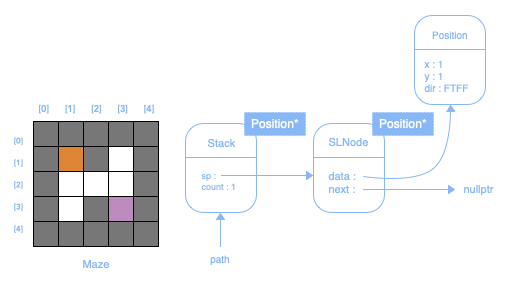 [0] [1] [2] [3] [4]
[0]
[1]
[2]
[3]
[4]
Maze
Position*
Stack
sp :
count : 1
path
Position*
SLNode
data :
next :
nullptr
Position
x : 1
y : 1
dir : FTFF